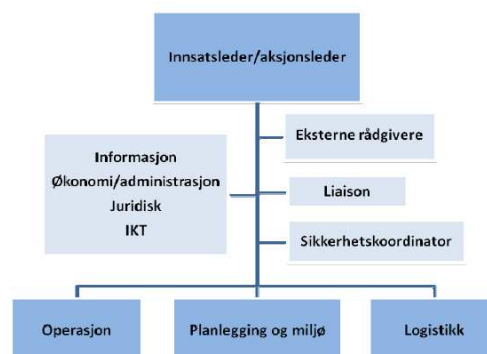 Innsatsleder/aksjonsleder
Eksterne rådgivere
Informasjon
Økonomi/administrasjon
Juridisk
IKT
Liaison
Sikkerhetskoordinator
Operasjon
Planlegging og miljø
Logistikk